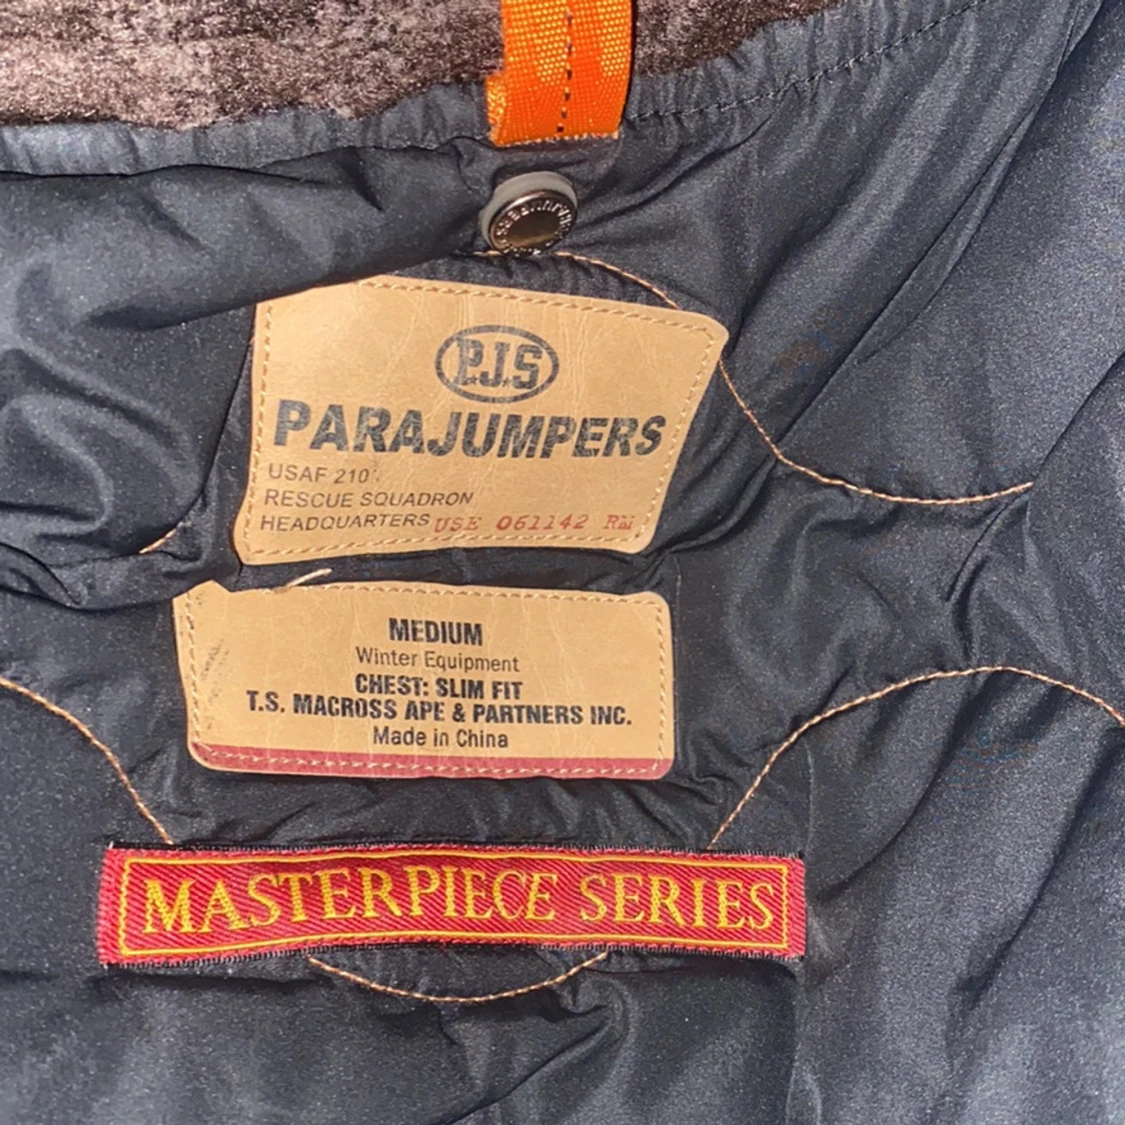 P.J.S
PARAJUMPERS
USAF 210
RESCUE SQUADRON
HEADQUARTERS USE 061142 RM
MEDIUM
Winter Equipment
CHEST: SLIM FIT
T.S. MACROSS APE & PARTNERS INC.
Made in China
MASTERPIECE SERIES